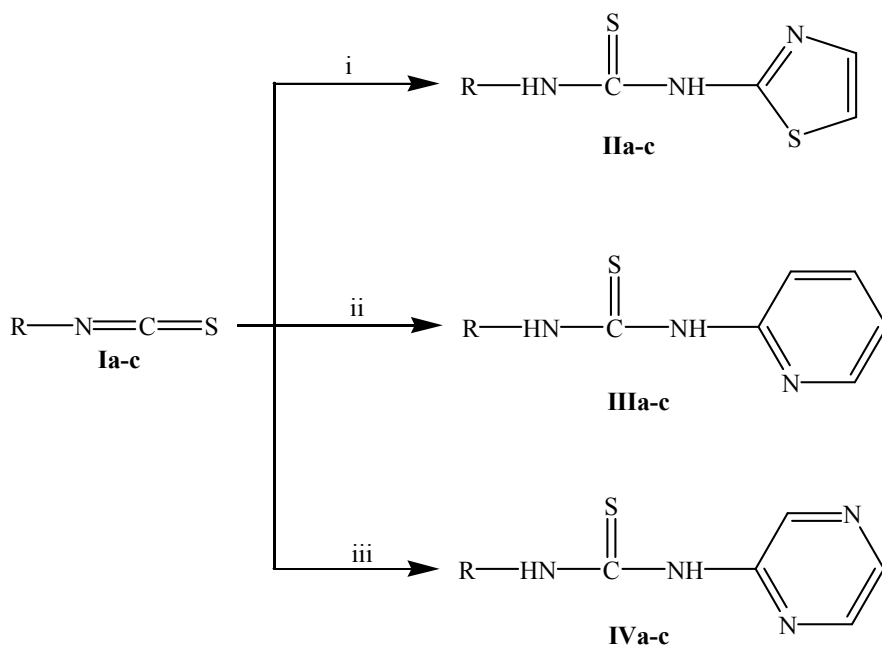 i
S
R—HN—C—NH
N
S
IIa-c
R—N=C=S
Ia-c
ii
S
R—HN—C—NH
N
IIIa-c
iii
S
R—HN—C—NH
N
N
IVa-c